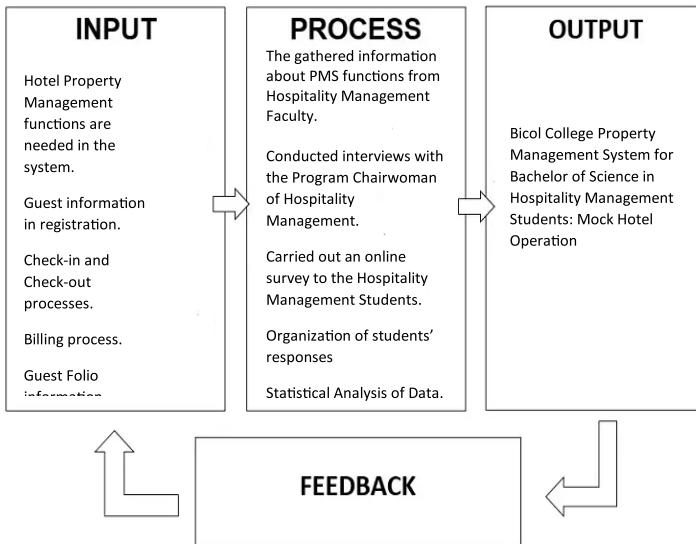 INPUT
Hotel Property
Management
functions are
needed in the
system.
Guest information
in registration.
Check-in and
Check-out
processes.
Billing process.
Guest Folio
information
PROCESS
The gathered information
about PMS functions from
Hospitality Management
Faculty.
Conducted interviews with
the Program Chairwoman
of Hospitality
Management.
Carried out an online
survey to the Hospitality
Management Students.
Organization of students’
responses
Statistical Analysis of Data.
OUTPUT
Bicol College Property
Management System for
Bachelor of Science in
Hospitality Management
Students: Mock Hotel
Operation
FEEDBACK